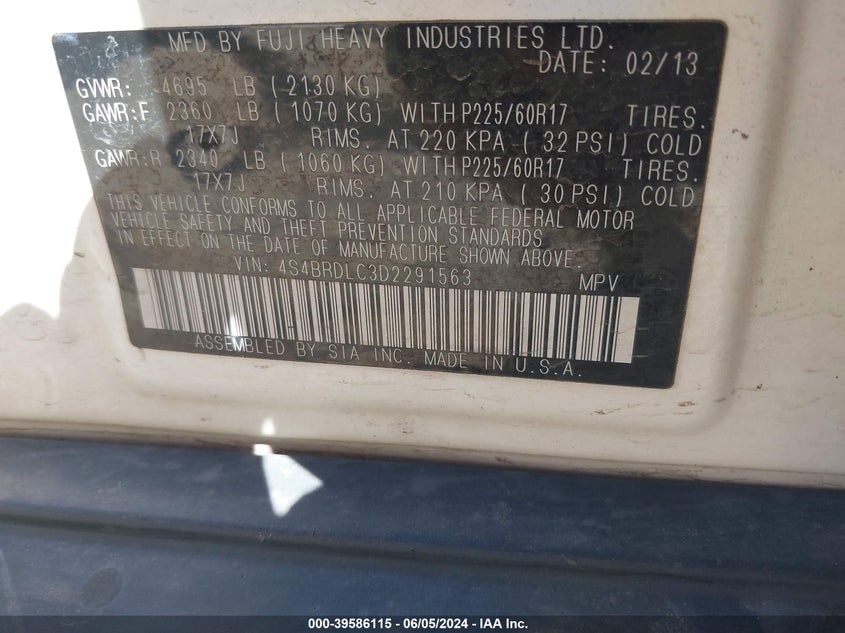 MFD BY FUJI HEAVY INDUSTRIES LTD.
DATE: 02/13
GVWR: 4695 LB ( 2130 KG)
GAWR:F 2360 LB ( 1070 KG) WITH P225/60R17 TIRES.
17X7J RIMS. AT 220 KPA ( 32 PSI) COLD
GAWR:R 2340 LB ( 1060 KG) WITH P225/60R17 TIRES.
17X7J RIMS. AT 210 KPA ( 30 PSI) COLD
THIS VEHICLE CONFORMS TO ALL APPLICABLE FEDERAL MOTOR
VEHICLE SAFETY AND THEFT PREVENTION STANDARDS
IN EFFECT ON THE DATE OF MANUFACTURE SHOWN ABOVE.
VIN: 4S4BRDLC3D2291563 MPV
ASSEMBLED BY SIA INC. MADE IN U.S.A.
000-39586115 - 06/05/2024 - IAA Inc.